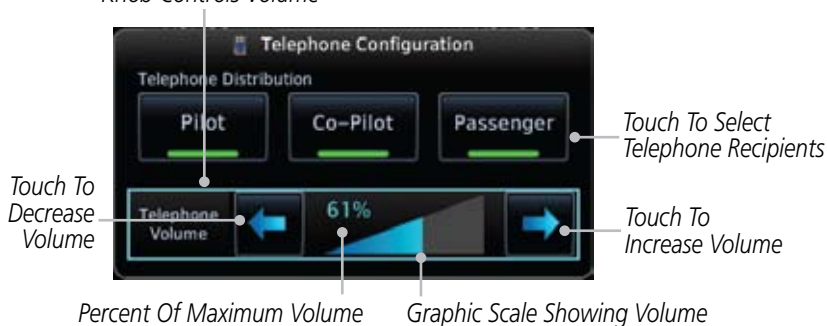 Knob Controls Volume
Telephone Configuration
Telephone Distribution
Pilot
Co-Pilot
Passenger
Touch To Select
Telephone Recipients
Touch To
Decrease
Volume
Telephone
Volume
61%
Touch To
Increase Volume
Percent Of Maximum Volume
Graphic Scale Showing Volume